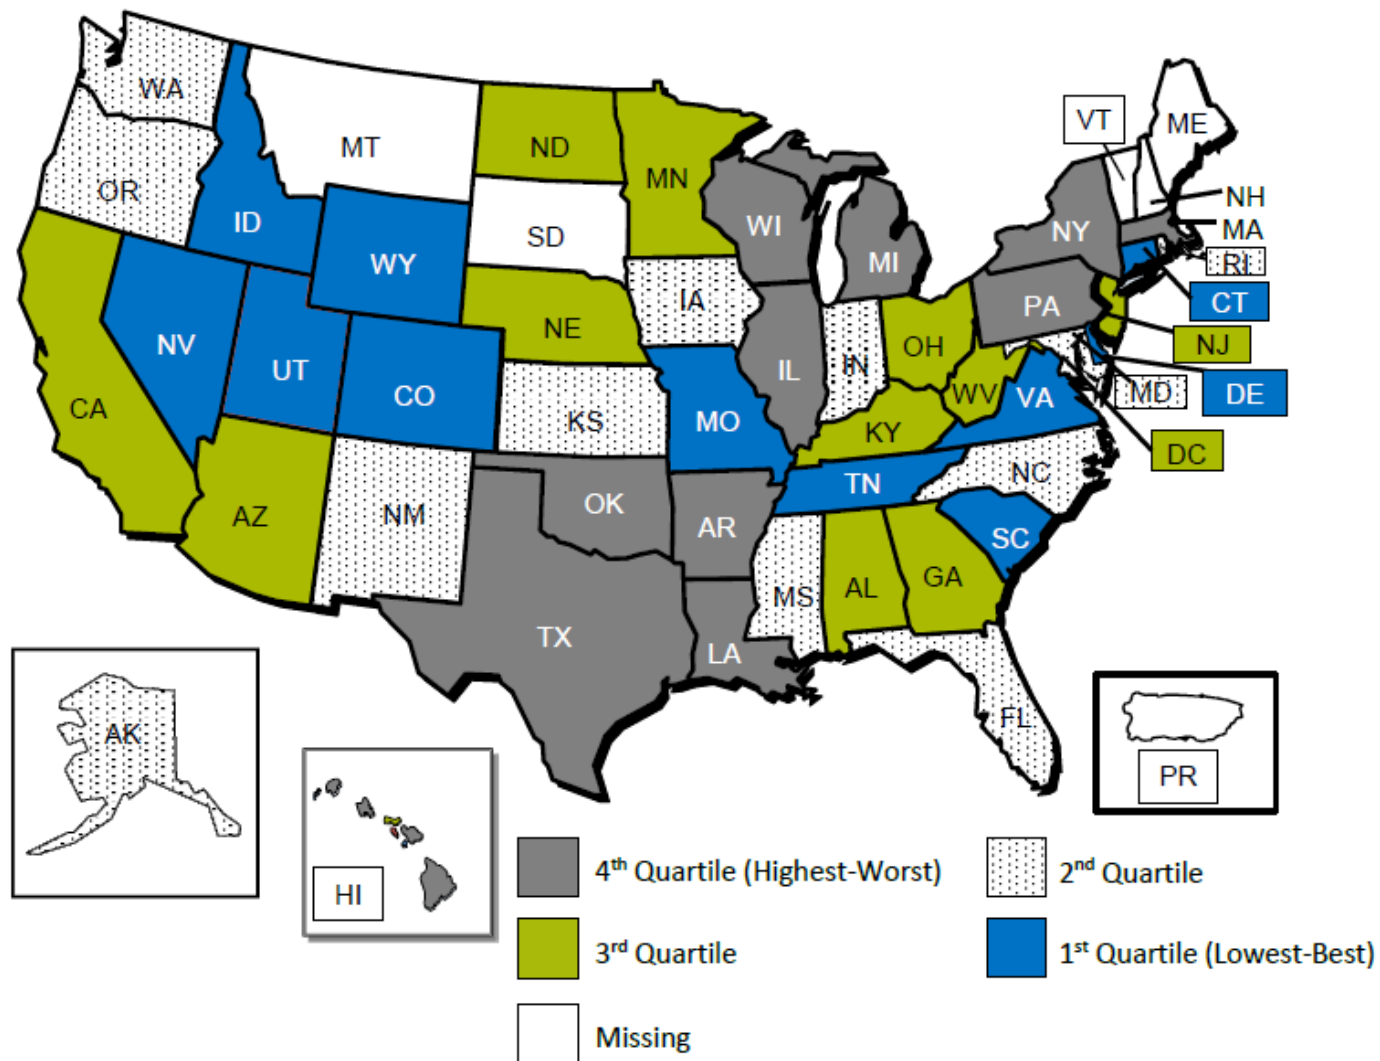 WA
MT
ND
MN
VT
ME
OR
ID
WY
SD
WI
MI
NY
NH
MA
RI
CT
NJ
DE
MD
DC
NV
UT
CO
NE
IA
IL
IN
OH
PA
WV
VA
CA
KS
MO
KY
AZ
NM
OK
AR
TN
NC
SC
TX
LA
MS
AL
GA
FL
AK
HI
PR
4th Quartile (Highest-Worst)
2nd Quartile
3rd Quartile
1st Quartile (Lowest-Best)
Missing